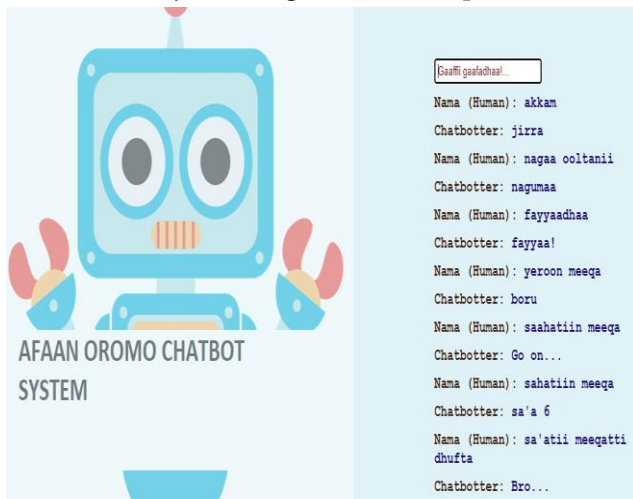 AFAAN OROMO CHATBOT
SYSTEM
Gaaffii gaafadhaa!...
Nama (Human): akkam
Chatbotter: jirra
Nama (Human): nagaa ooltanii
Chatbotter: nagumaa
Nama (Human): fayyaadhaa
Chatbotter: fayyaa!
Nama (Human): yeroon meeqa
Chatbotter: boru
Nama (Human): saahatiin meeqa
Chatbotter: Go on...
Nama (Human): sahatiin meeqa
Chatbotter: sa'a 6
Nama (Human): sa'atii meeqatti
dhufta
Chatbotter: Bro...